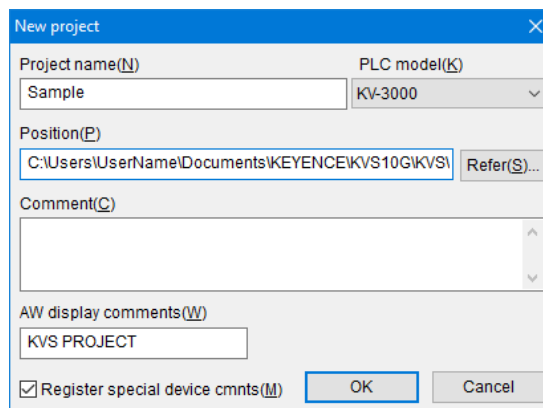 New project
Project name(N) PLC model(K)
Sample KV-3000
Position(P)
C:\Users\UserName\Documents\KEYENCE\KVS10G\KVS\ Refer(S)...
Comment(C)
AW display comments(W)
KVS PROJECT
Register special device cmnts(M) OK Cancel